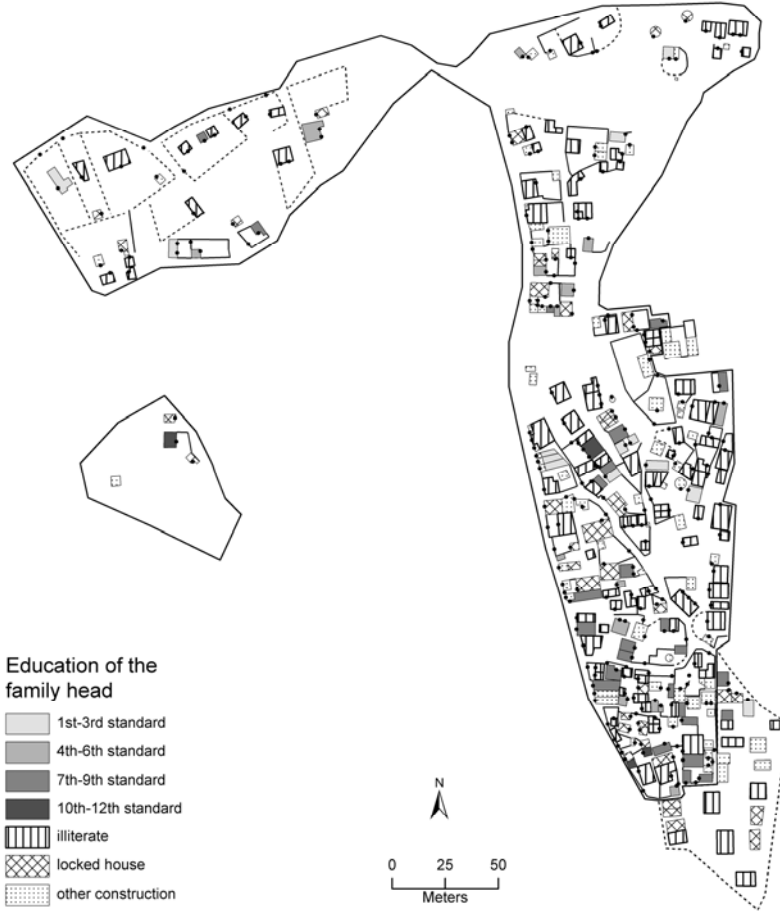 Education of the
family head
1st-3rd standard
4th-6th standard
7th-9th standard
10th-12th standard
illiterate
locked house
other construction
N
0 25 50
Meters